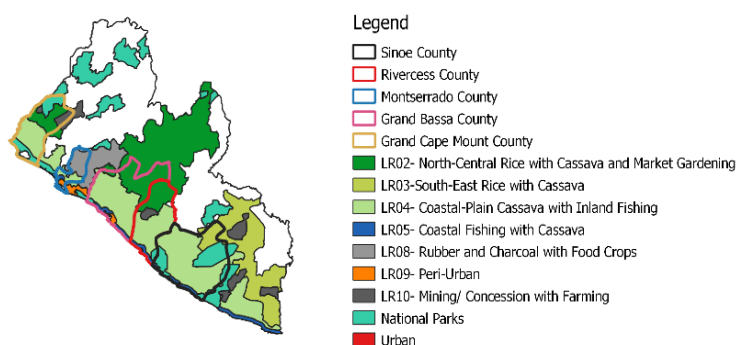 Legend
Sinoe County
Rivercess County
Montserrado County
Grand Bassa County
Grand Cape Mount County
LR02- North-Central Rice with Cassava and Market Gardening
LR03-South-East Rice with Cassava
LR04- Coastal-Plain Cassava with Inland Fishing
LR05- Coastal Fishing with Cassava
LR08- Rubber and Charcoal with Food Crops
LR09- Peri-Urban
LR10- Mining/ Concession with Farming
National Parks
Urban